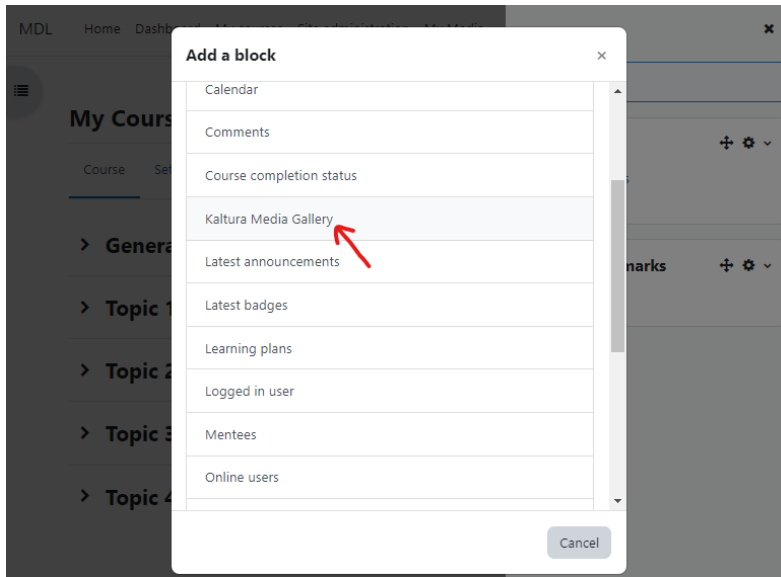 MDL Home Dashb
Add a block
Calendar
My Cours
Comments
Course Set
Course completion status
Kaltura Media Gallery
Genera
Latest announcements
narks
Topic 1
Latest badges
Learning plans
Topic 2
Logged in user
Topic 3
Mentees
Online users
Topic 4
Cancel